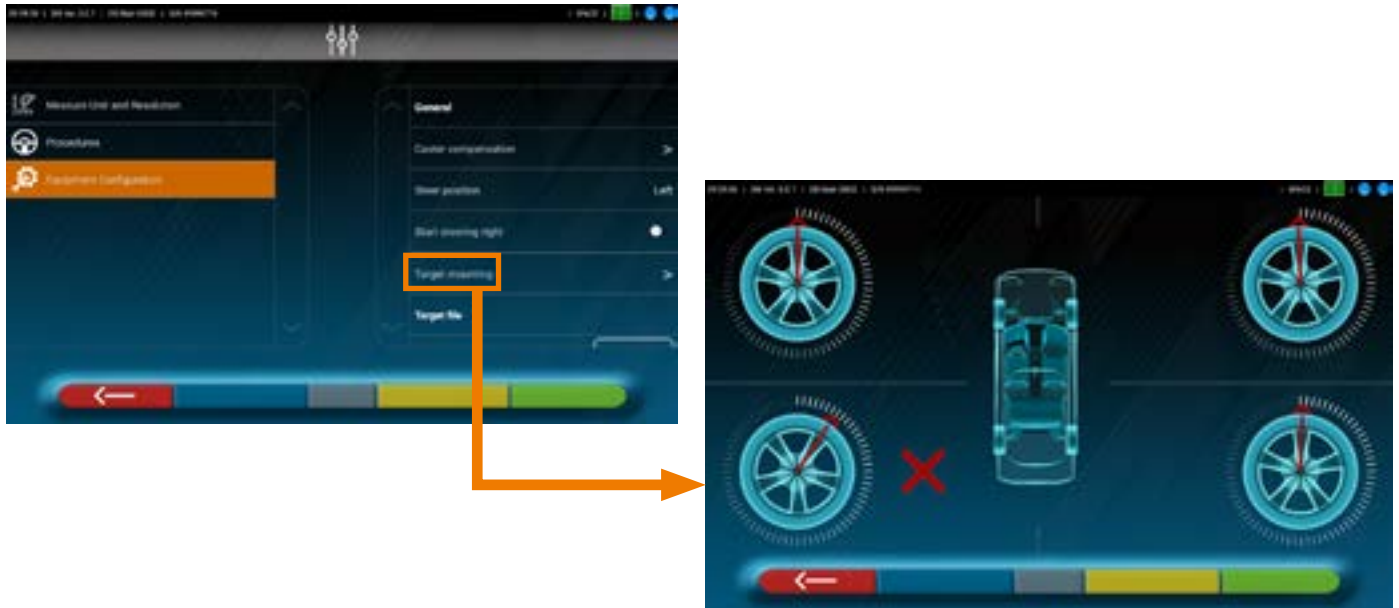 Measure Unit and Resolution
Procedures
Equipment Configuration
General
Caster compensation
Steer position
Left
Start steering right
Target mounting
Target file